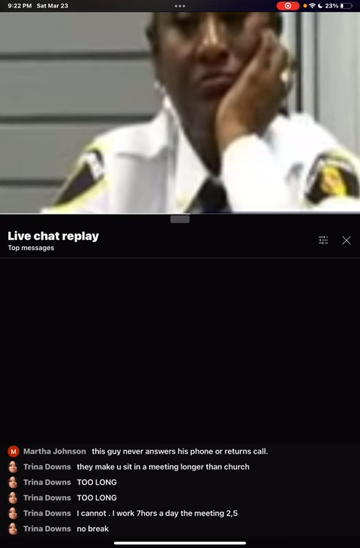 9:22 PM Sat Mar 23
23%
Live chat replay
Top messages
M Martha Johnson this guy never answers his phone or returns call.
Trina Downs they make u sit in a meeting longer than church
Trina Downs TOO LONG
Trina Downs TOO LONG
Trina Downs I cannot . I work 7hors a day the meeting 2,5
Trina Downs no break